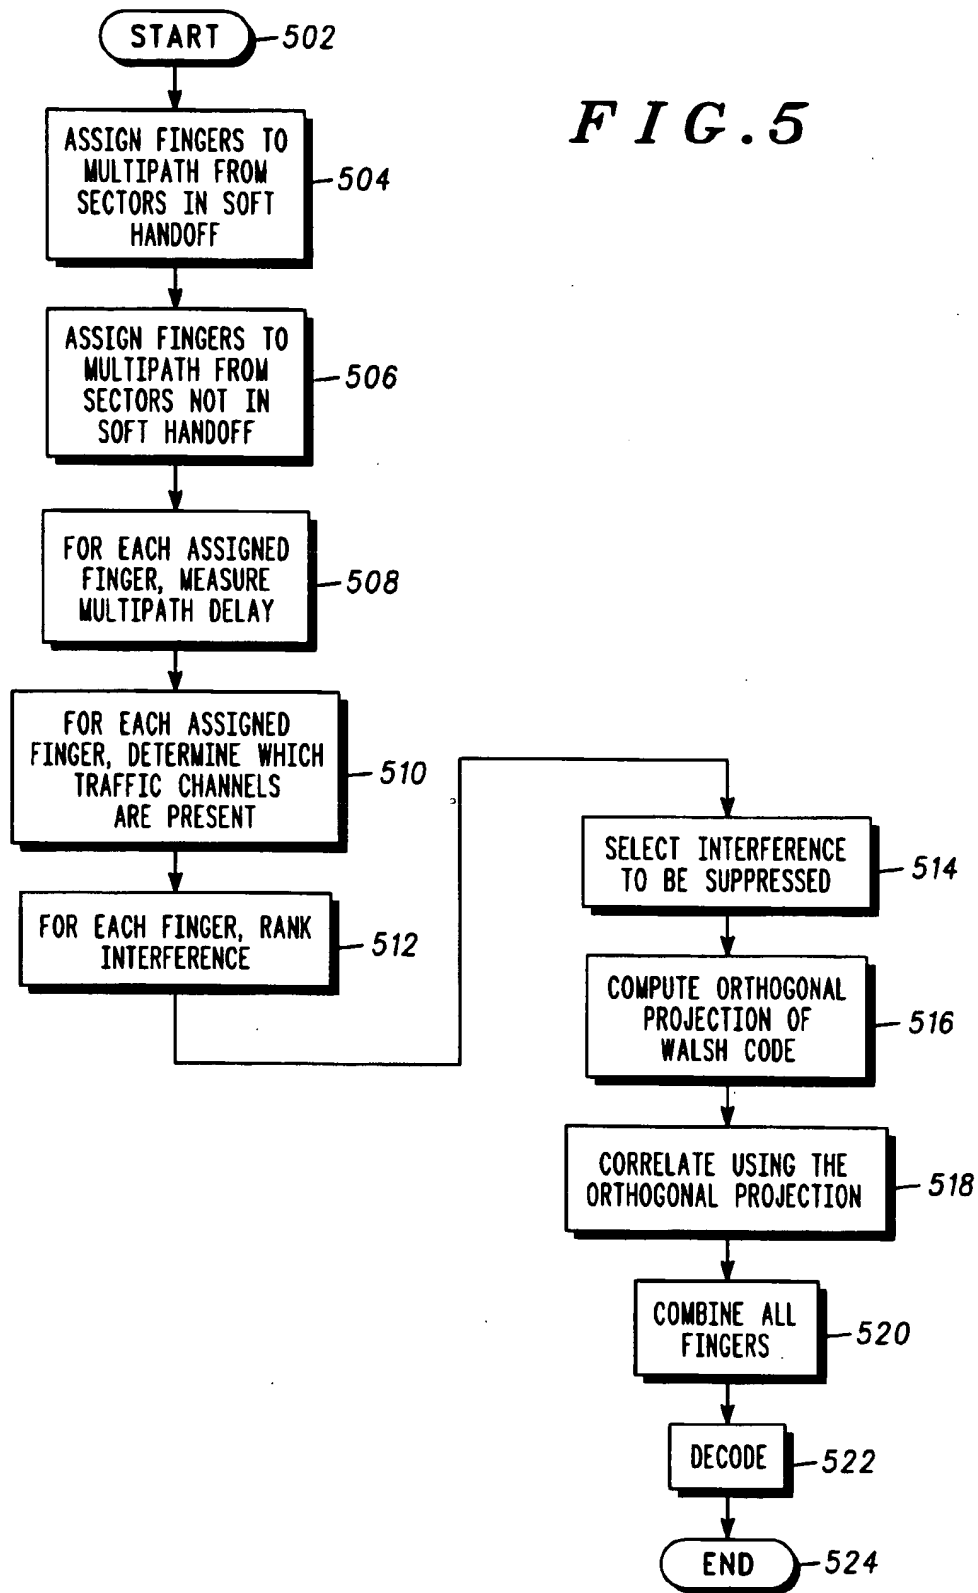 START
502
FIG.5
ASSIGN FINGERS TO
MULTIPATH FROM
SECTORS IN SOFT
HANDOFF
504
ASSIGN FINGERS TO
MULTIPATH FROM
SECTORS NOT IN
SOFT HANDOFF
506
FOR EACH ASSIGNED
FINGER, MEASURE
MULTIPATH DELAY
508
FOR EACH ASSIGNED
FINGER, DETERMINE WHICH
TRAFFIC CHANNELS
ARE PRESENT
510
FOR EACH FINGER, RANK
INTERFERENCE
512
SELECT INTERFERENCE
TO BE SUPPRESSED
514
COMPUTE ORTHOGONAL
PROJECTION OF
WALSH CODE
516
CORRELATE USING THE
ORTHOGONAL PROJECTION
518
COMBINE ALL
FINGERS
520
DECODE
522
END
524